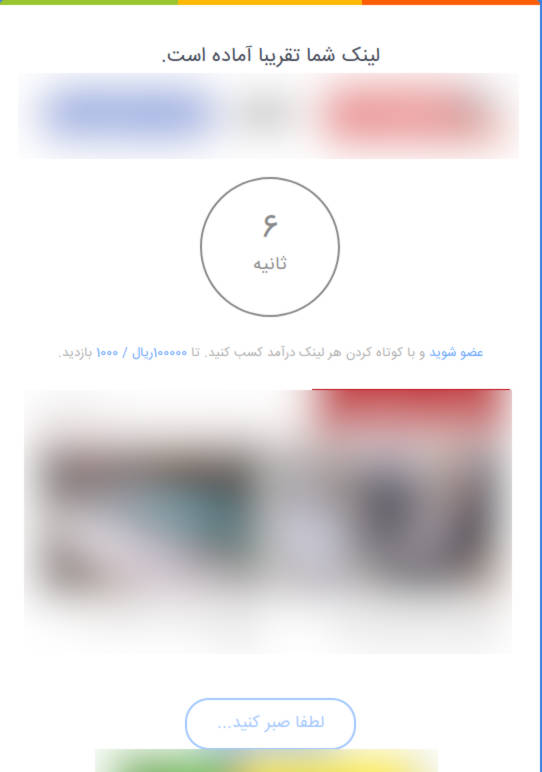 لینک شما تقریبا آماده است.
۶
ثانیه
عضو شوید و با کوتاه کردن هر لینک درآمد کسب کنید. تا ۱۰۰۰۰۰ریال / ۱۰۰۰ بازدید.
لطفا صبر کنید...